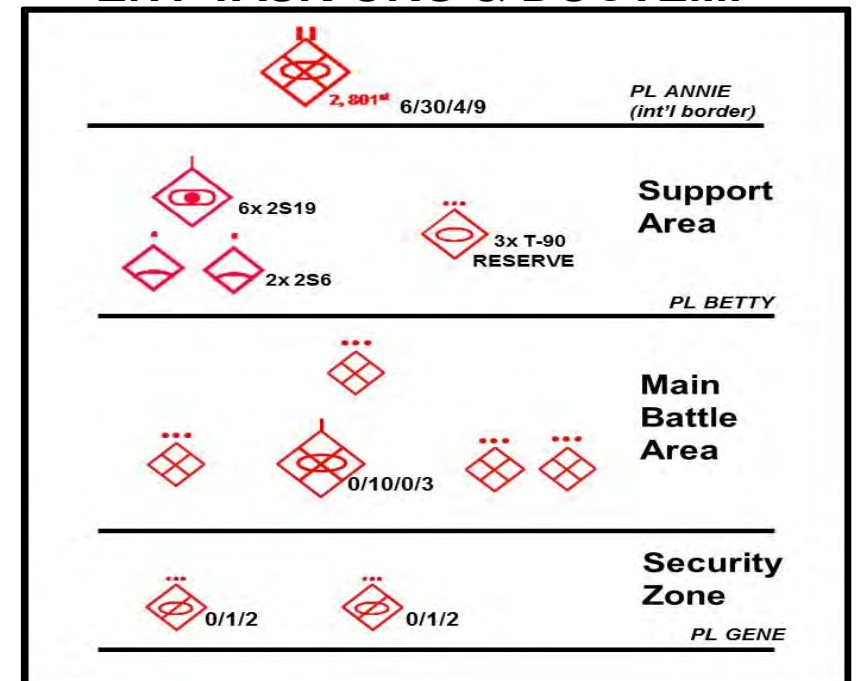 2, 801st 6/30/4/9
PL ANNIE
(int'l border)
Support
Area
6x 2S19
3x T-90
RESERVE
2x 2S6
PL BETTY
Main
Battle
Area
0/10/0/3
Security
Zone
0/1/2
0/1/2
PL GENE